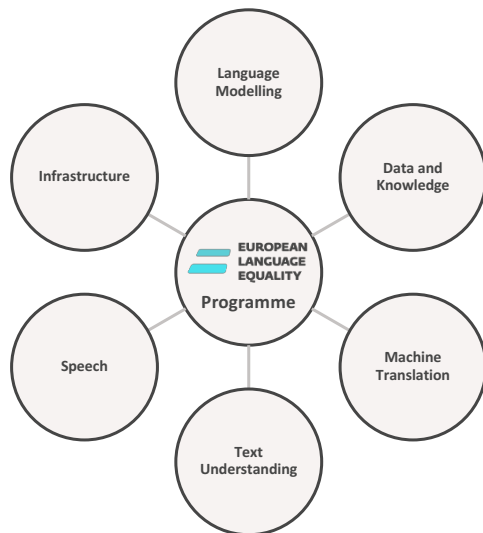 Language
Modelling
Infrastructure
Data and
Knowledge
EUROPEAN
LANGUAGE
EQUALITY
Programme
Speech
Machine
Translation
Text
Understanding